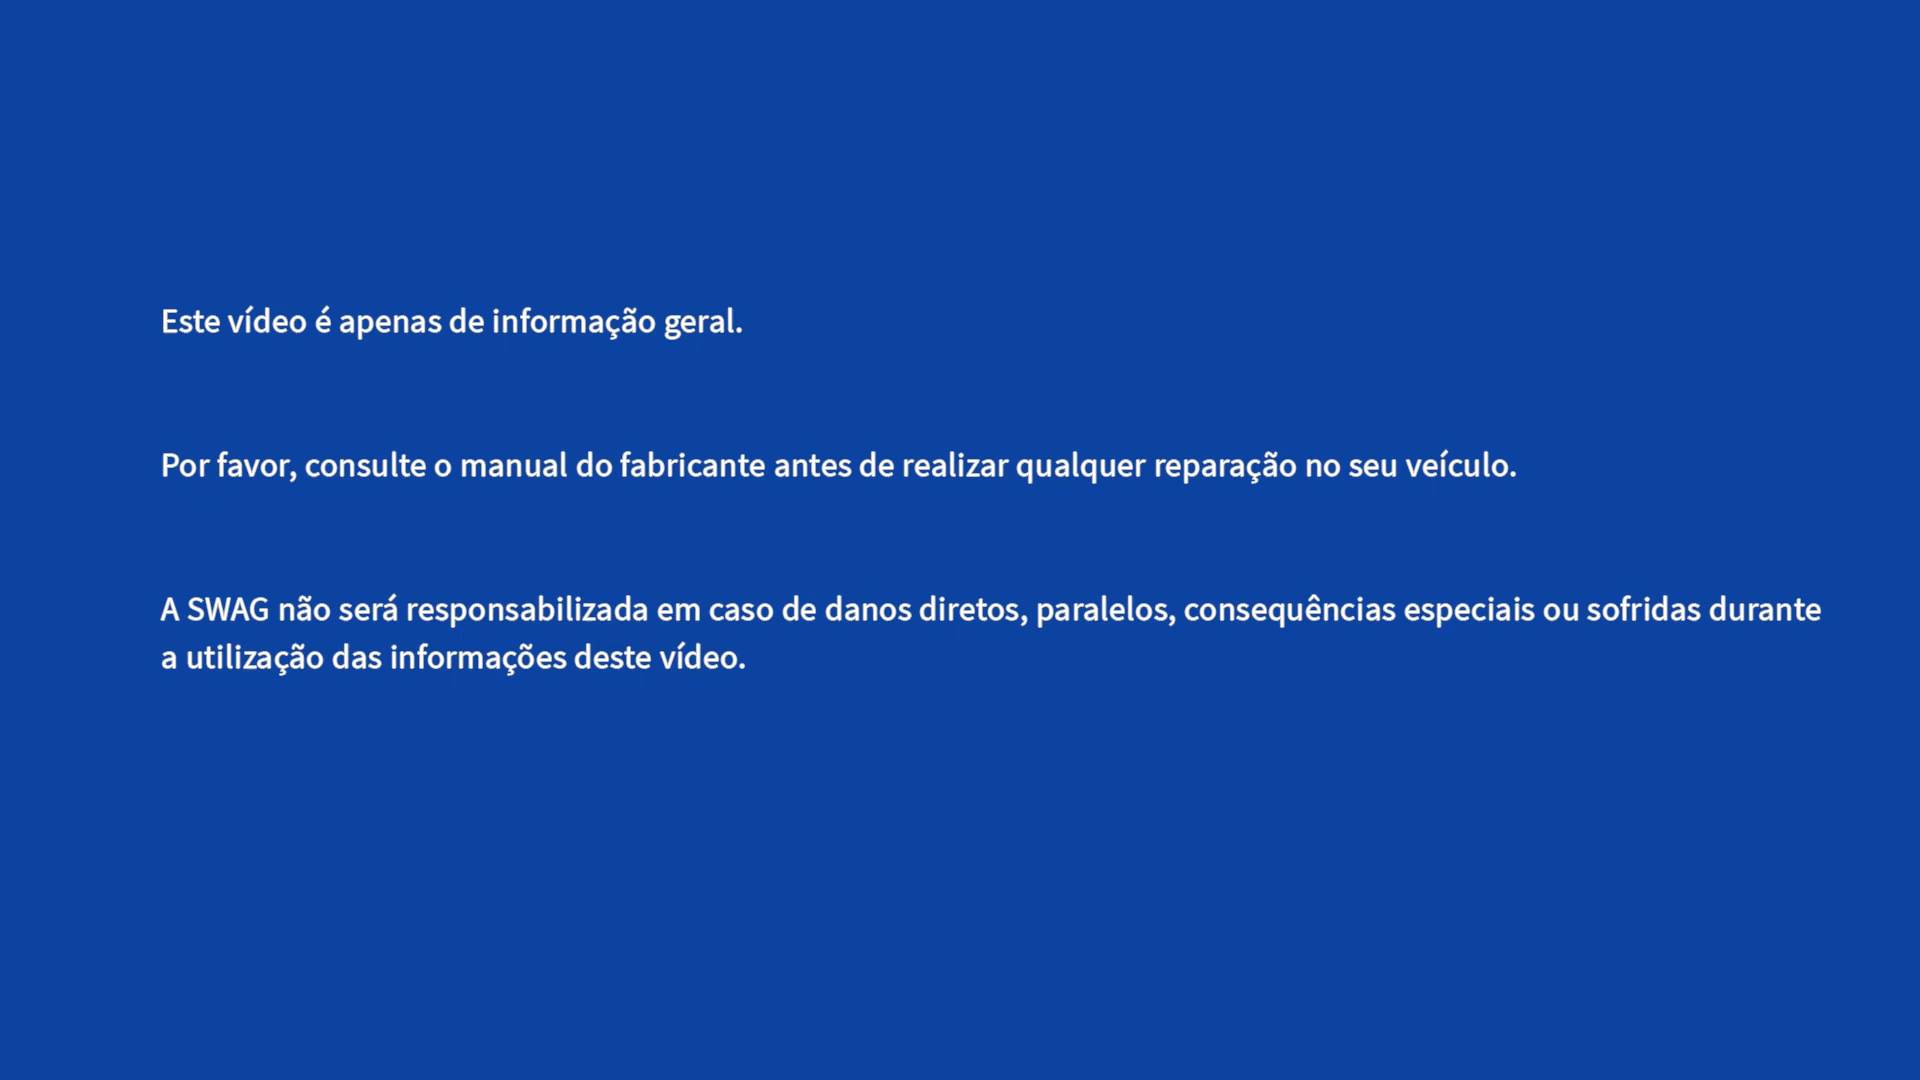 Este vídeo é apenas de informação geral.
Por favor, consulte o manual do fabricante antes de realizar qualquer reparação no seu veículo.
A SWAG não será responsabilizada em caso de danos diretos, paralelos, consequências especiais ou sofridas durante
a utilização das informações deste vídeo.